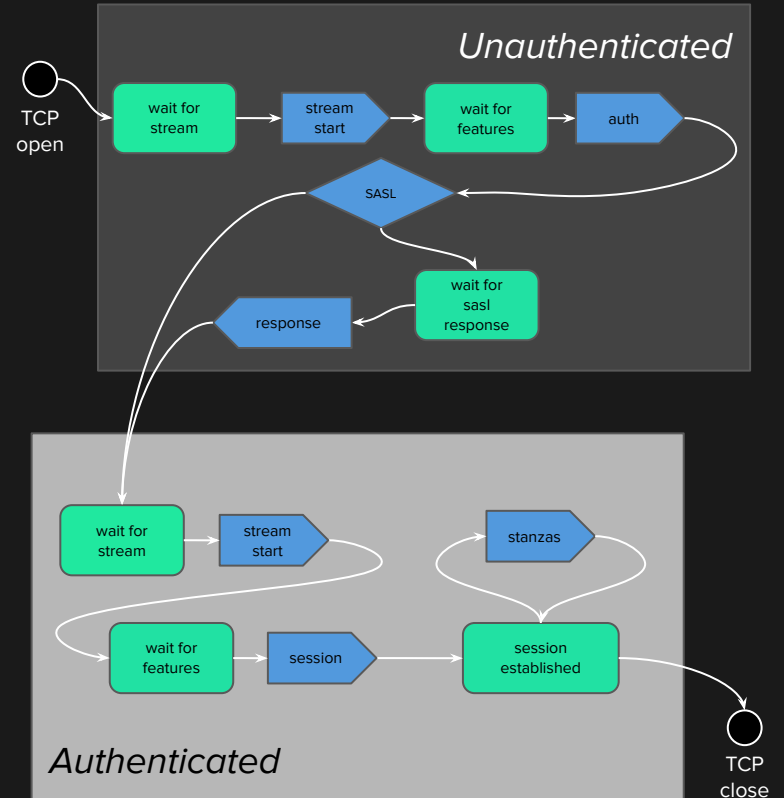 Unauthenticated
TCP
open
wait for
stream
stream
start
wait for
features
auth
SASL
wait for
sasl
response
response
wait for
stream
stream
start
stanzas
wait for
features
session
session
established
Authenticated
TCP
close